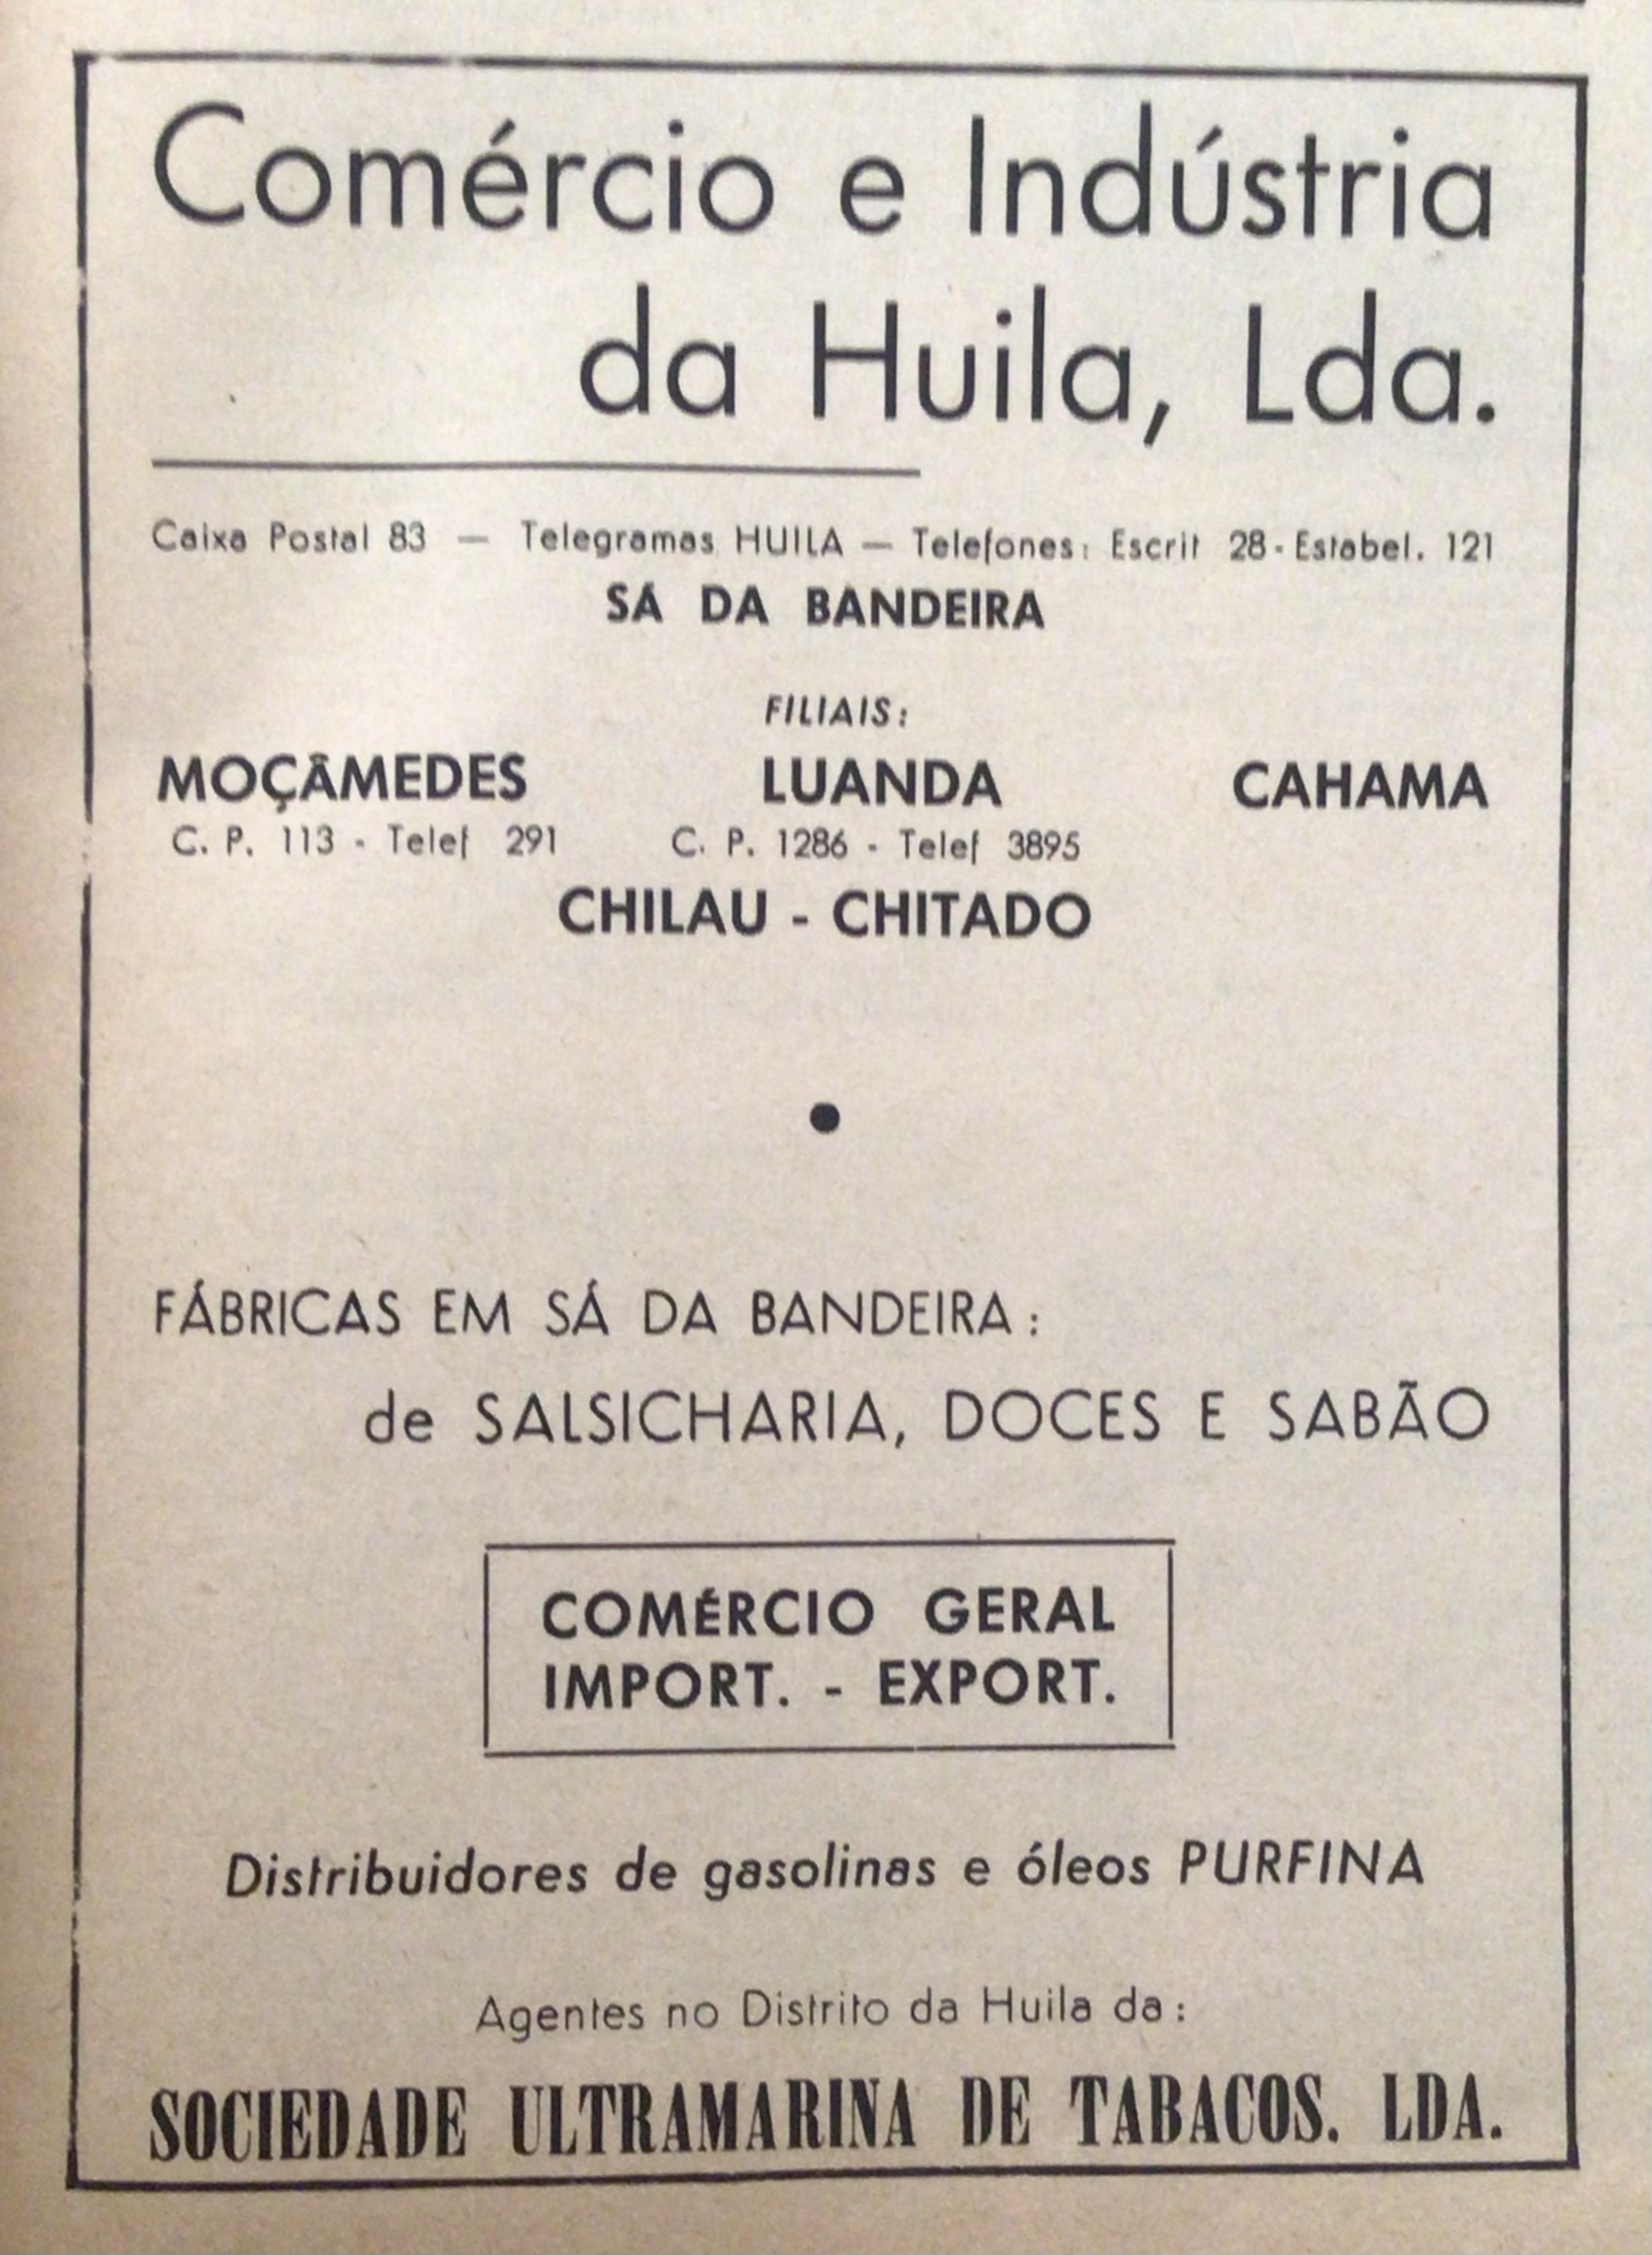 Comércio e Indústria
da Huila, Lda.
Caixa Postal 83 — Telegramas HUILA — Telefones: Escrit 28 - Estabel. 121
SÁ DA BANDEIRA
FILIAIS:
MOÇÂMEDES LUANDA CAHAMA
C. P. 113 - Telef 291 C. P. 1286 - Telef 3895
CHILAU - CHITADO
FÁBRICAS EM SÁ DA BANDEIRA:
de SALSICHARIA, DOCES E SABÃO
COMÉRCIO GERAL
IMPORT. - EXPORT.
Distribuidores de gasolinas e óleos PURFINA
Agentes no Distrito da Huila da:
SOCIEDADE ULTRAMARINA DE TABACOS. LDA.